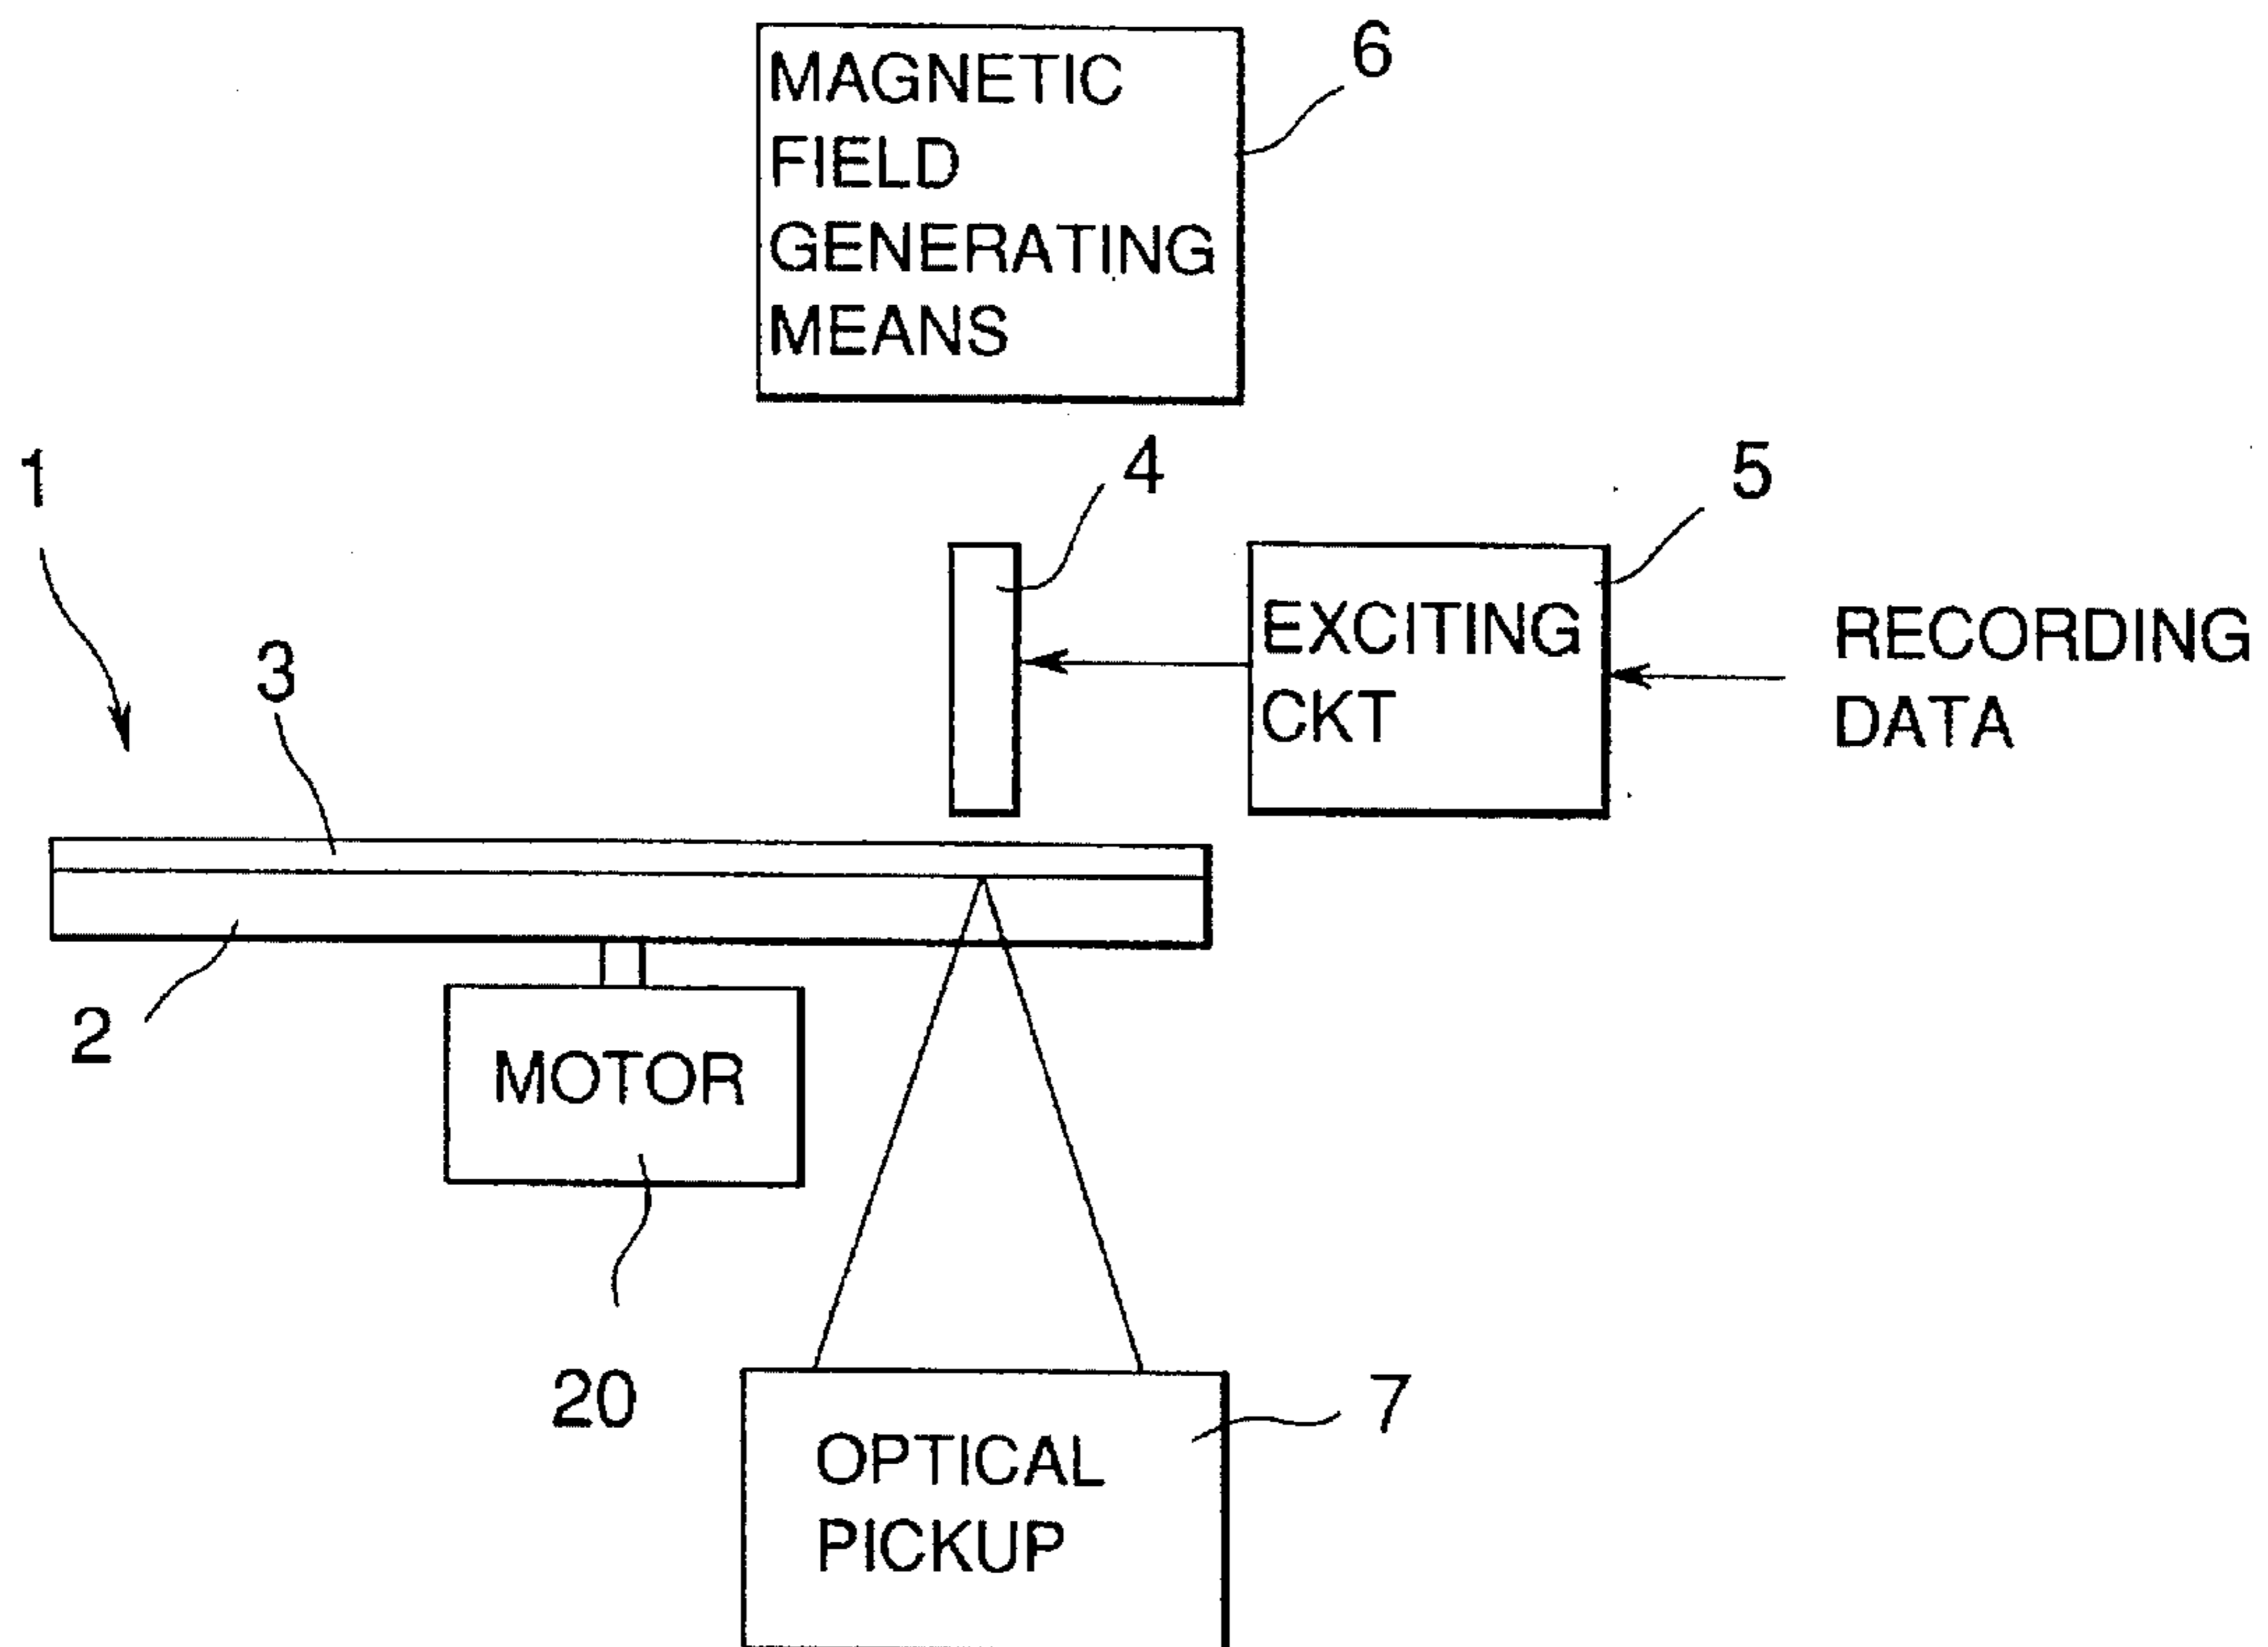 MAGNETIC
FIELD
GENERATING
MEANS
6
1
4
5
3
EXCITING
CKT
RECORDING
DATA
2
MOTOR
20
7
OPTICAL
PICKUP